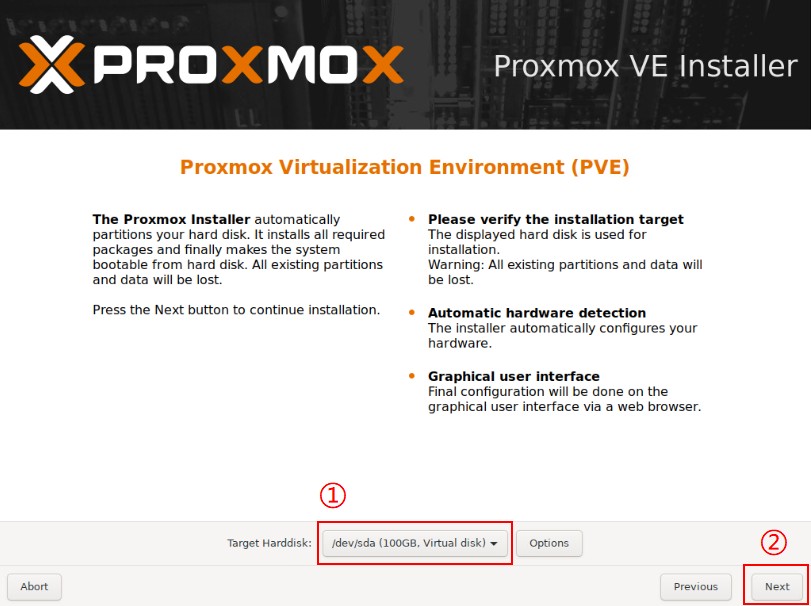 PROXMOX
Proxmox VE Installer
LL
Proxmox Virtualization Environment (PVE)
The Proxmox Installer automatically
partitions your hard disk. It installs all required
packages and finally makes the system
bootable from hard disk. All existing partitions
and data will be lost.
Press the Next button to continue installation.
• Please verify the installation target
The displayed hard disk is used for
installation.
Warning: All existing partitions and data will
be lost.
• Automatic hardware detection
The installer automatically configures your
hardware.
• Graphical user interface
Final configuration will be done on the
graphical user interface via a web browser.
①
Target Harddisk: /dev/sda (100GB, Virtual disk) Options
②
Abort Previous Next